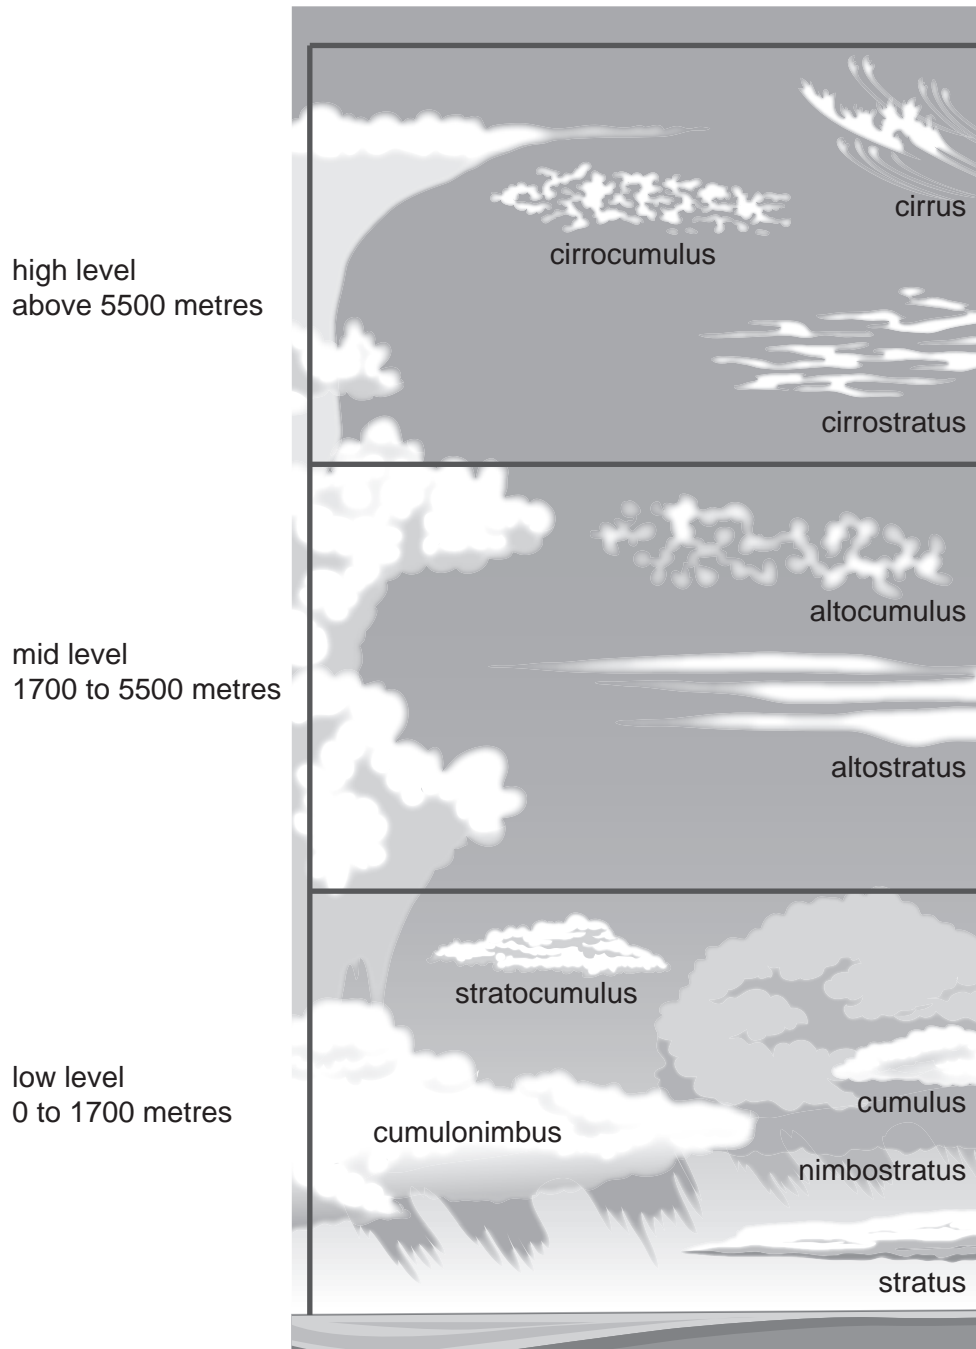 cirrus
cirrocumulus
high level
above 5500 metres
cirrostratus
altocumulus
mid level
1700 to 5500 metres
altostratus
stratocumulus
low level
0 to 1700 metres
cumulus
cumulonimbus
nimbostratus
stratus